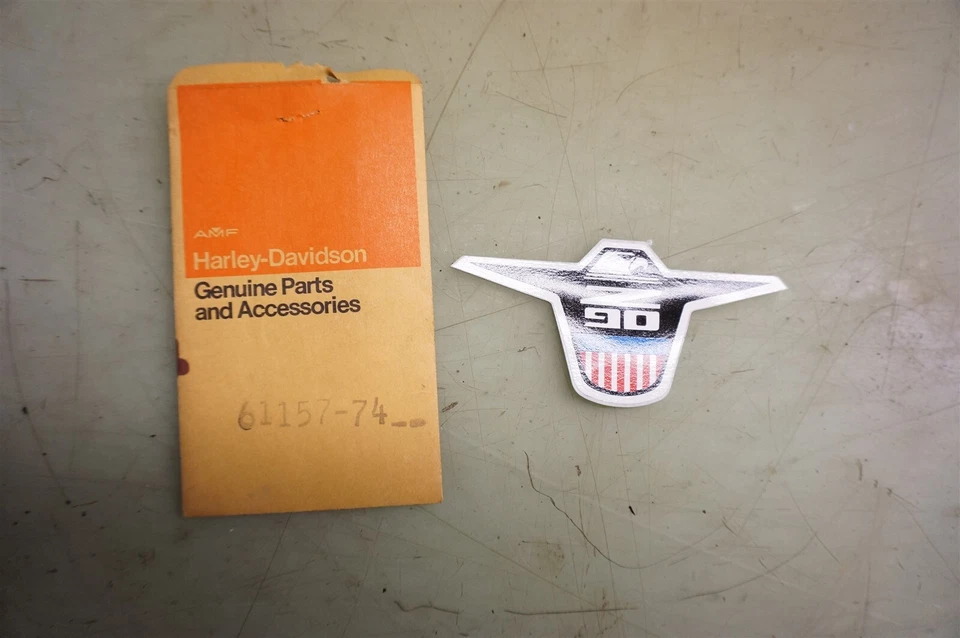 AMF
Harley-Davidson
Genuine Parts
and Accessories
61157-74
Z
90